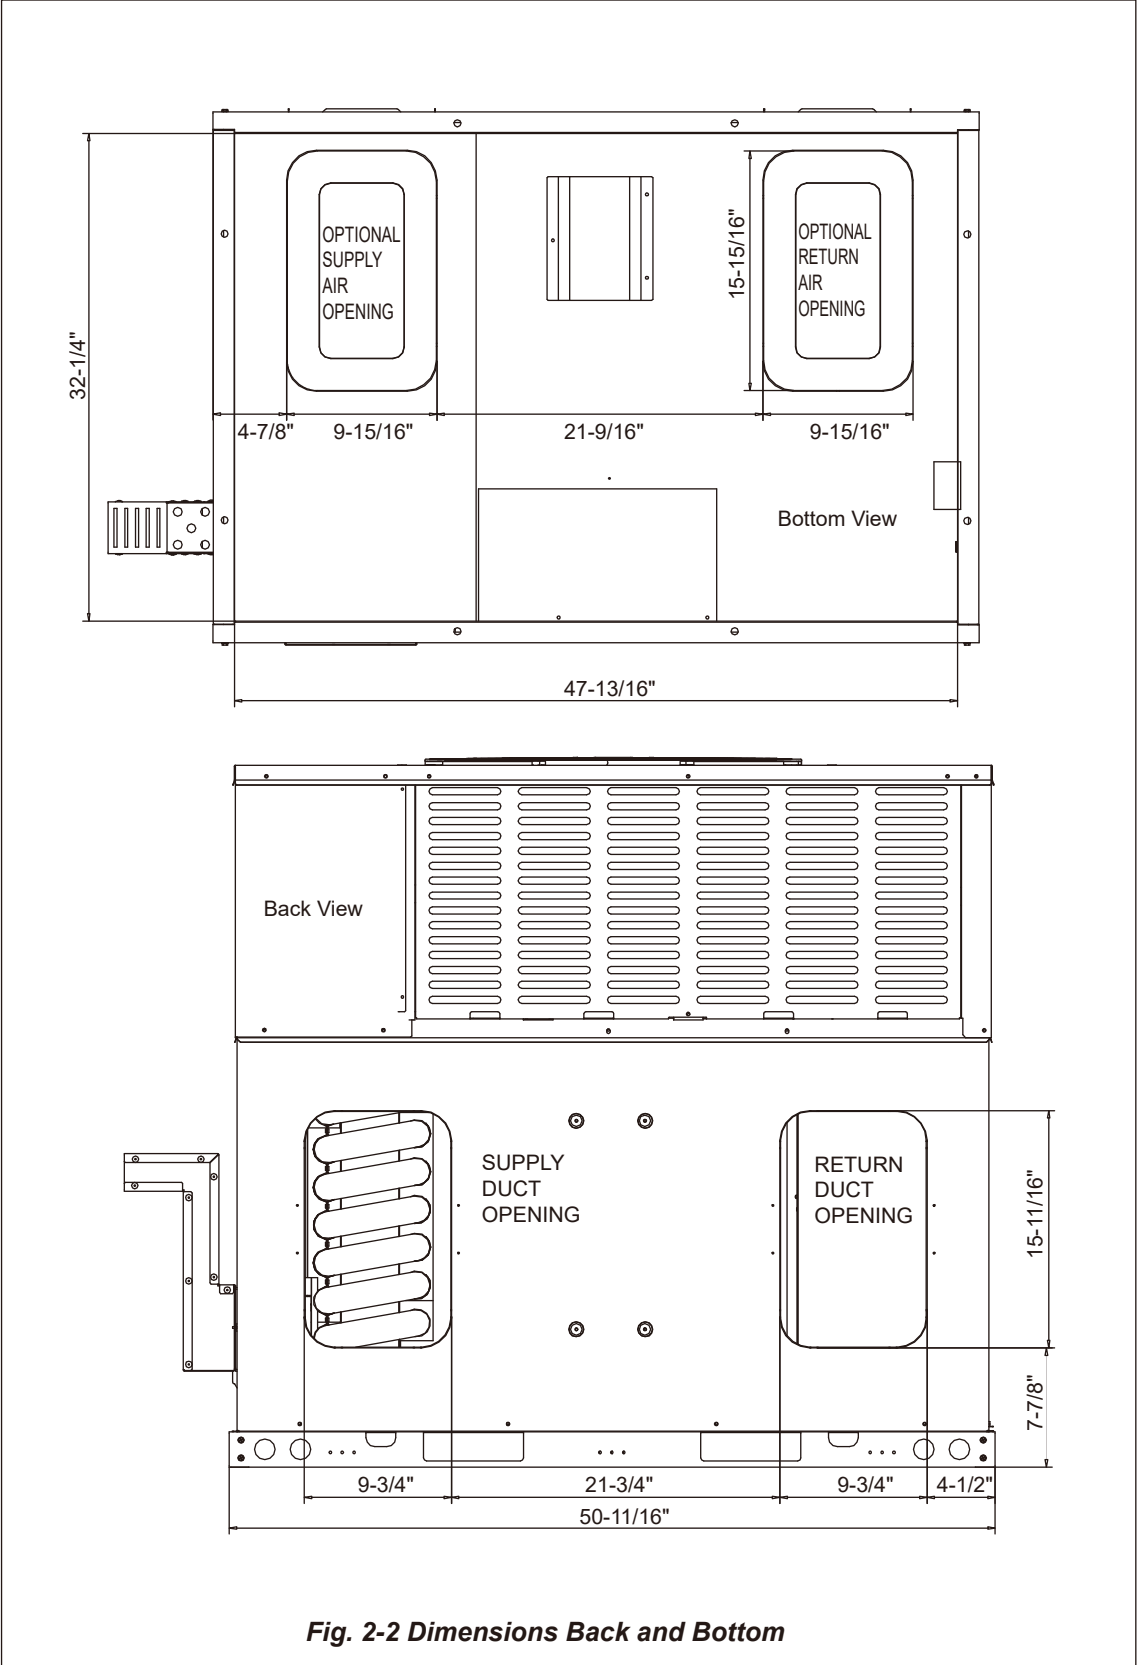 OPTIONAL
SUPPLY
AIR
OPENING
15-15/16"
OPTIONAL
RETURN
AIR
OPENING
32-1/4"
4-7/8"
9-15/16"
21-9/16"
9-15/16"
Bottom View
47-13/16"
Back View
SUPPLY
DUCT
OPENING
RETURN
DUCT
OPENING
15-11/16"
7-7/8"
9-3/4"
21-3/4"
9-3/4"
4-1/2"
50-11/16"
Fig. 2-2 Dimensions Back and Bottom